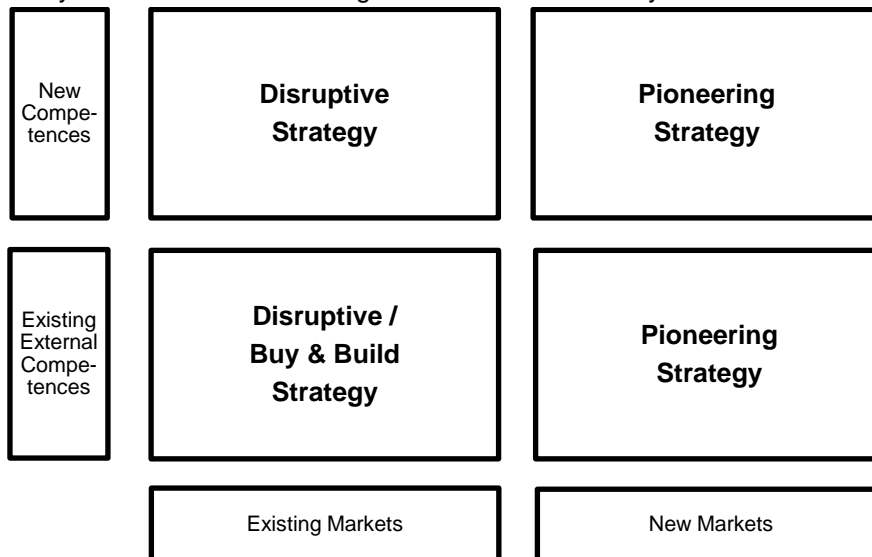 New
Compe-
tences
Disruptive
Strategy
Pioneering
Strategy
Existing
External
Compe-
tences
Disruptive /
Buy & Build
Strategy
Pioneering
Strategy
Existing Markets
New Markets